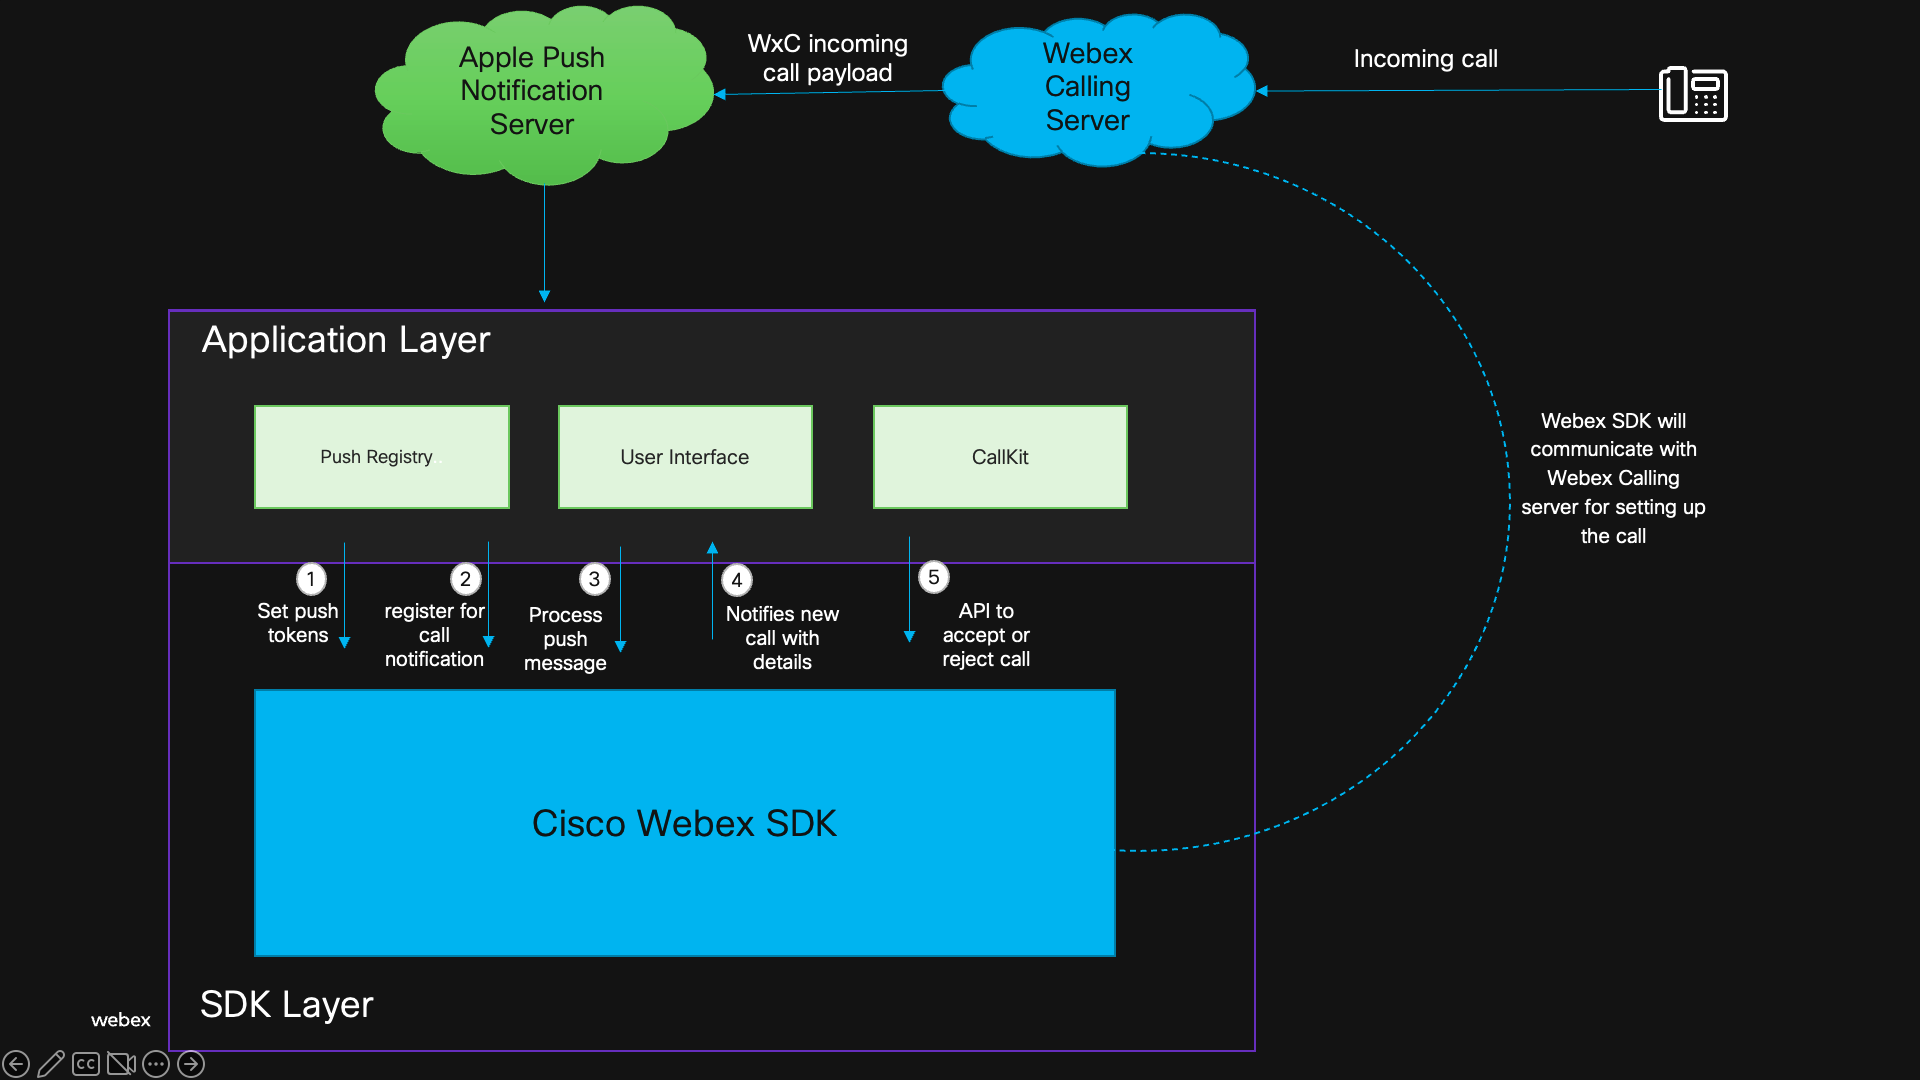 Apple Push
Notification
Server
WxC incoming
call payload
Webex
Calling
Server
Incoming call
Application Layer
Push Registry..
User Interface
CallKit
Webex SDK will
communicate with
Webex Calling
server for setting up
the call
1
Set push
tokens
2
register for
call
notification
3
Process
push
message
4
Notifies new
call with
details
5
API to
accept or
reject call
Cisco Webex SDK
SDK Layer
webex
CC